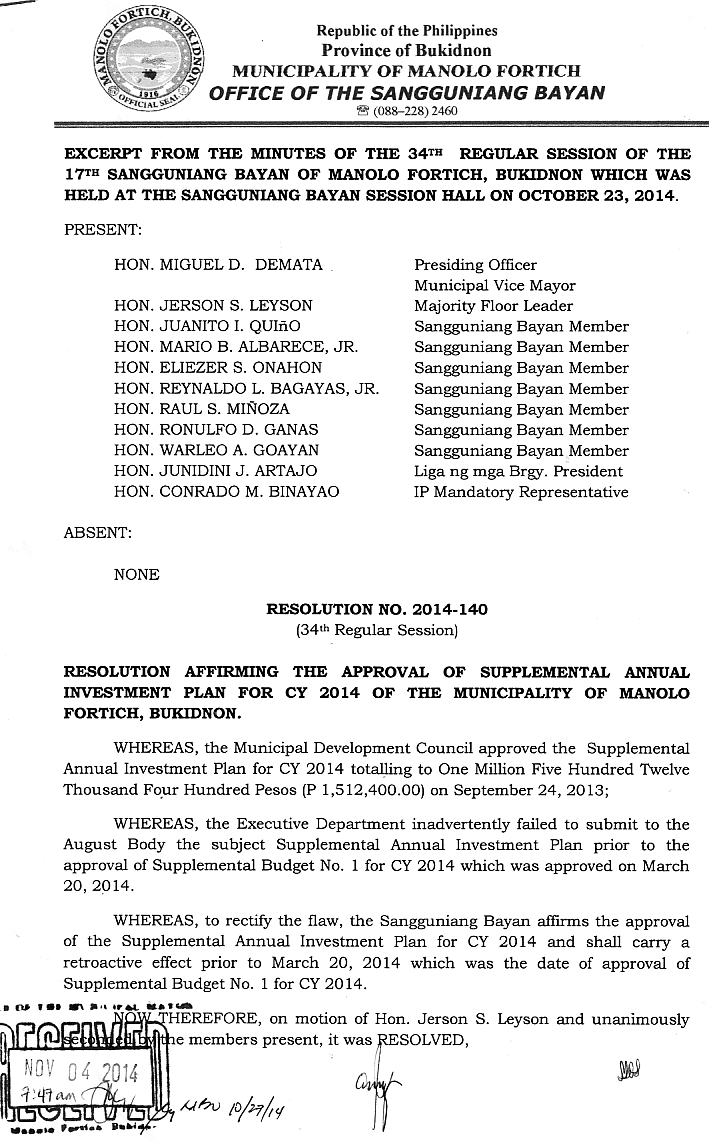 MANOLO FORTICH, BUKIDNON
1916
OFFICIAL SEAL
Republic of the Philippines
Province of Bukidnon
MUNICIPALITY OF MANOLO FORTICH
OFFICE OF THE SANGGUNIANG BAYAN
☏ (088–228) 2460
EXCERPT FROM THE MINUTES OF THE 34TH REGULAR SESSION OF THE
17TH SANGGUNIANG BAYAN OF MANOLO FORTICH, BUKIDNON WHICH WAS
HELD AT THE SANGGUNIANG BAYAN SESSION HALL ON OCTOBER 23, 2014.
PRESENT:
HON. MIGUEL D. DEMATA Presiding Officer
Municipal Vice Mayor
HON. JERSON S. LEYSON Majority Floor Leader
HON. JUANITO I. QUIñO Sangguniang Bayan Member
HON. MARIO B. ALBARECE, JR. Sangguniang Bayan Member
HON. ELIEZER S. ONAHON Sangguniang Bayan Member
HON. REYNALDO L. BAGAYAS, JR. Sangguniang Bayan Member
HON. RAUL S. MIÑOZA Sangguniang Bayan Member
HON. RONULFO D. GANAS Sangguniang Bayan Member
HON. WARLEO A. GOAYAN Sangguniang Bayan Member
HON. JUNIDINI J. ARTAJO Liga ng mga Brgy. President
HON. CONRADO M. BINAYAO IP Mandatory Representative
ABSENT:
NONE
RESOLUTION NO. 2014-140
(34th Regular Session)
RESOLUTION AFFIRMING THE APPROVAL OF SUPPLEMENTAL ANNUAL
INVESTMENT PLAN FOR CY 2014 OF THE MUNICIPALITY OF MANOLO
FORTICH, BUKIDNON.
WHEREAS, the Municipal Development Council approved the Supplemental
Annual Investment Plan for CY 2014 totalling to One Million Five Hundred Twelve
Thousand Four Hundred Pesos (P 1,512,400.00) on September 24, 2013;
WHEREAS, the Executive Department inadvertently failed to submit to the
August Body the subject Supplemental Annual Investment Plan prior to the
approval of Supplemental Budget No. 1 for CY 2014 which was approved on March
20, 2014.
WHEREAS, to rectify the flaw, the Sangguniang Bayan affirms the approval
of the Supplemental Annual Investment Plan for CY 2014 and shall carry a
retroactive effect prior to March 20, 2014 which was the date of approval of
Supplemental Budget No. 1 for CY 2014.
NOW THEREFORE, on motion of Hon. Jerson S. Leyson and unanimously
seconded by the members present, it was RESOLVED,
RECEIVED
NOV 04 2014
7:47 am
10/27/14
Manolo Fortich Bukidnon